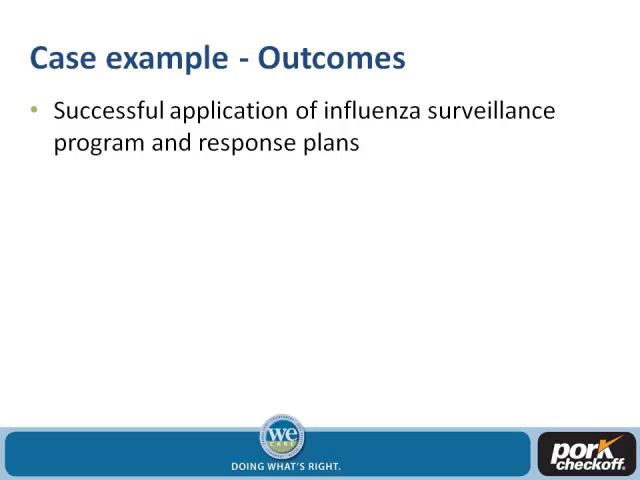 Case example - Outcomes
• Successful application of influenza surveillance
program and response plans
we
CARE
DOING WHAT'S RIGHT.
pork
checkoff.